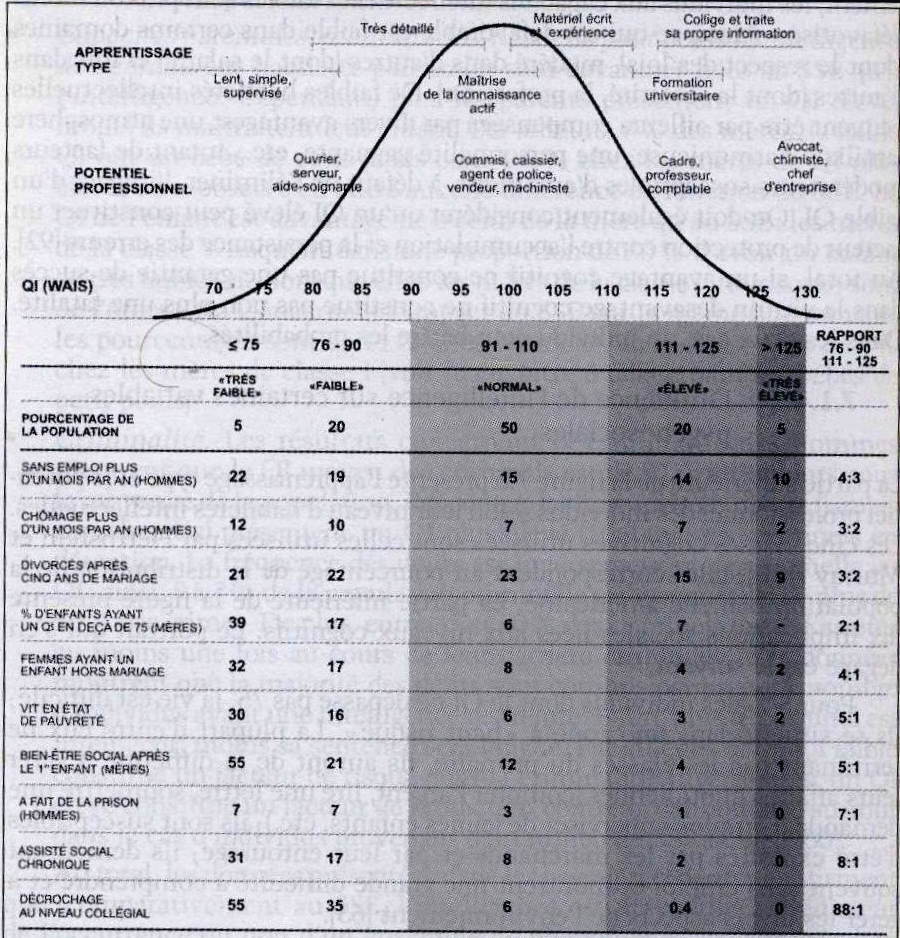 Matériel écrit
Très détaillé
et expérience
Collige et traite
sa propre information
APPRENTISSAGE
TYPE
Lent, simple,
supervisé
Maîtrise
de la connaissance
actif
Formation
universitaire
POTENTIEL
PROFESSIONNEL
Ouvrier,
serveur,
aide-soignante
Commis, caissier,
agent de police,
vendeur, machiniste
Cadre,
professeur,
comptable
Avocat,
chimiste,
chef
d'entreprise
QI (WAIS) 70 75 80 85 90 95 100 105 110 115 120 125 130
≤ 75 76 - 90 91 - 110 111 - 125 > 125 RAPPORT
76 - 90
111 - 125
«TRÈS
FAIBLE» «FAIBLE» «NORMAL» «ÉLEVÉ» «TRÈS
ÉLEVÉ»
POURCENTAGE DE
LA POPULATION 5 20 50 20 5
SANS EMPLOI PLUS
D'UN MOIS PAR AN (HOMMES) 22 19 15 14 10 4:3
CHÔMAGE PLUS
D'UN MOIS PAR AN (HOMMES) 12 10 7 7 2 3:2
DIVORCÉS APRÈS
CINQ ANS DE MARIAGE 21 22 23 15 9 3:2
% D'ENFANTS AYANT
UN QI EN DEÇÀ DE 75 (MÈRES) 39 17 6 7 - 2:1
FEMMES AYANT UN
ENFANT HORS MARIAGE 32 17 8 4 2 4:1
VIT EN ÉTAT
DE PAUVRETÉ 30 16 6 3 2 5:1
BIEN-ÊTRE SOCIAL APRÈS
LE 1er ENFANT (MÈRES) 55 21 12 4 1 5:1
A FAIT DE LA PRISON
(HOMMES) 7 7 3 1 0 7:1
ASSISTÉ SOCIAL
CHRONIQUE 31 17 8 2 0 8:1
DÉCROCHAGE
AU NIVEAU COLLÉGIAL 55 35 6 0.4 0 88:1